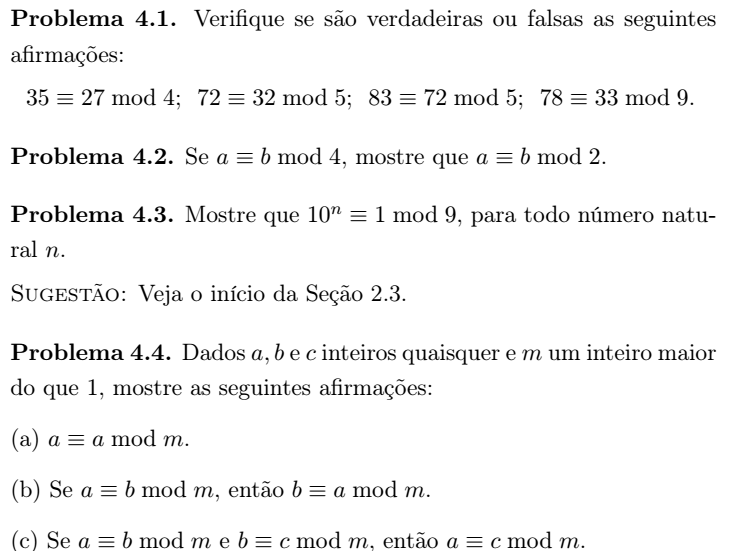 Problema 4.1. Verifique se são verdadeiras ou falsas as seguintes
afirmações:
35 ≡ 27 mod 4; 72 ≡ 32 mod 5; 83 ≡ 72 mod 5; 78 ≡ 33 mod 9.
Problema 4.2. Se a ≡ b mod 4, mostre que a ≡ b mod 2.
Problema 4.3. Mostre que 10ⁿ ≡ 1 mod 9, para todo número natu-
ral n.
SUGESTÃO: Veja o início da Seção 2.3.
Problema 4.4. Dados a, b e c inteiros quaisquer e m um inteiro maior
do que 1, mostre as seguintes afirmações:
(a) a ≡ a mod m.
(b) Se a ≡ b mod m, então b ≡ a mod m.
(c) Se a ≡ b mod m e b ≡ c mod m, então a ≡ c mod m.